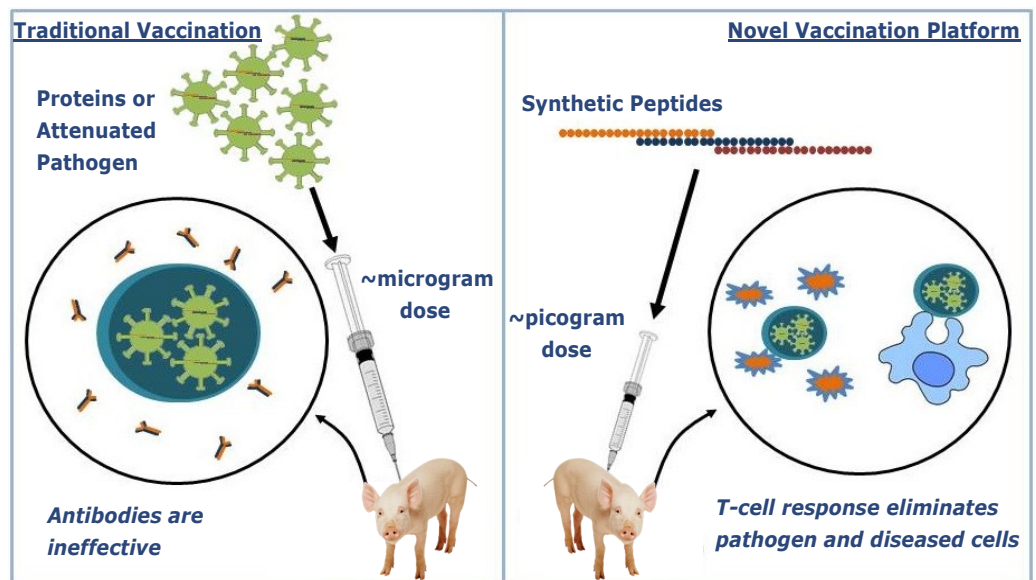 Traditional Vaccination
Proteins or
Attenuated
Pathogen
~microgram
dose
Antibodies are
ineffective
Novel Vaccination Platform
Synthetic Peptides
~picogram
dose
T-cell response eliminates
pathogen and diseased cells